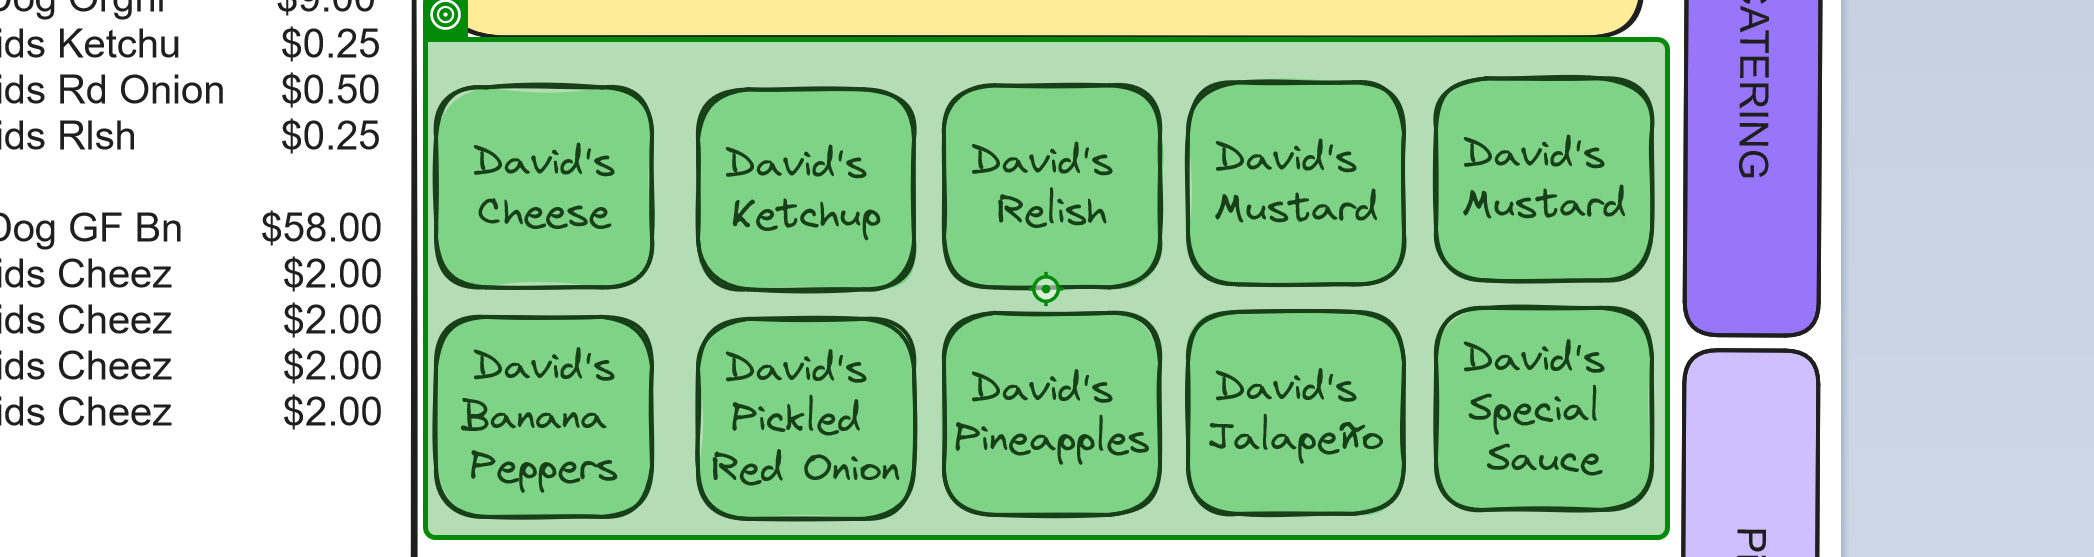 Dog Orgnl $9.00
ids Ketchu $0.25
ids Rd Onion $0.50
ids Rlsh $0.25
Dog GF Bn $58.00
ids Cheez $2.00
ids Cheez $2.00
ids Cheez $2.00
ids Cheez $2.00
David's
Cheese
David's
Ketchup
David's
Relish
David's
Mustard
David's
Mustard
David's
Banana
Peppers
David's
Pickled
Red Onion
David's
Pineapples
David's
Jalapeño
David's
Special
Sauce
CATERING